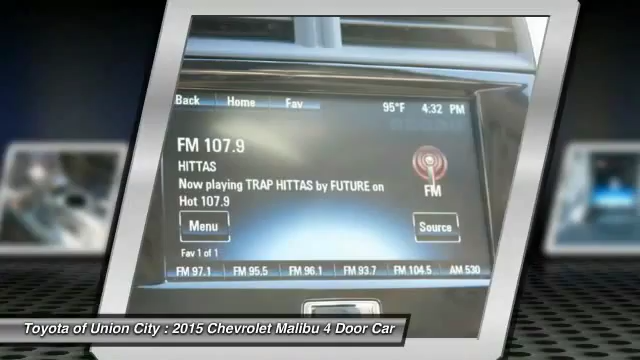 Back Home Fav 95°F 4:32 PM
FM 107.9
HITTAS
Now playing TRAP HITTAS by FUTURE on
Hot 107.9
FM
Menu Source
Fav 1 of 1
FM 97.1 FM 95.5 FM 96.1 FM 93.7 FM 104.5 AM 530
Toyota of Union City : 2015 Chevrolet Malibu 4 Door Car